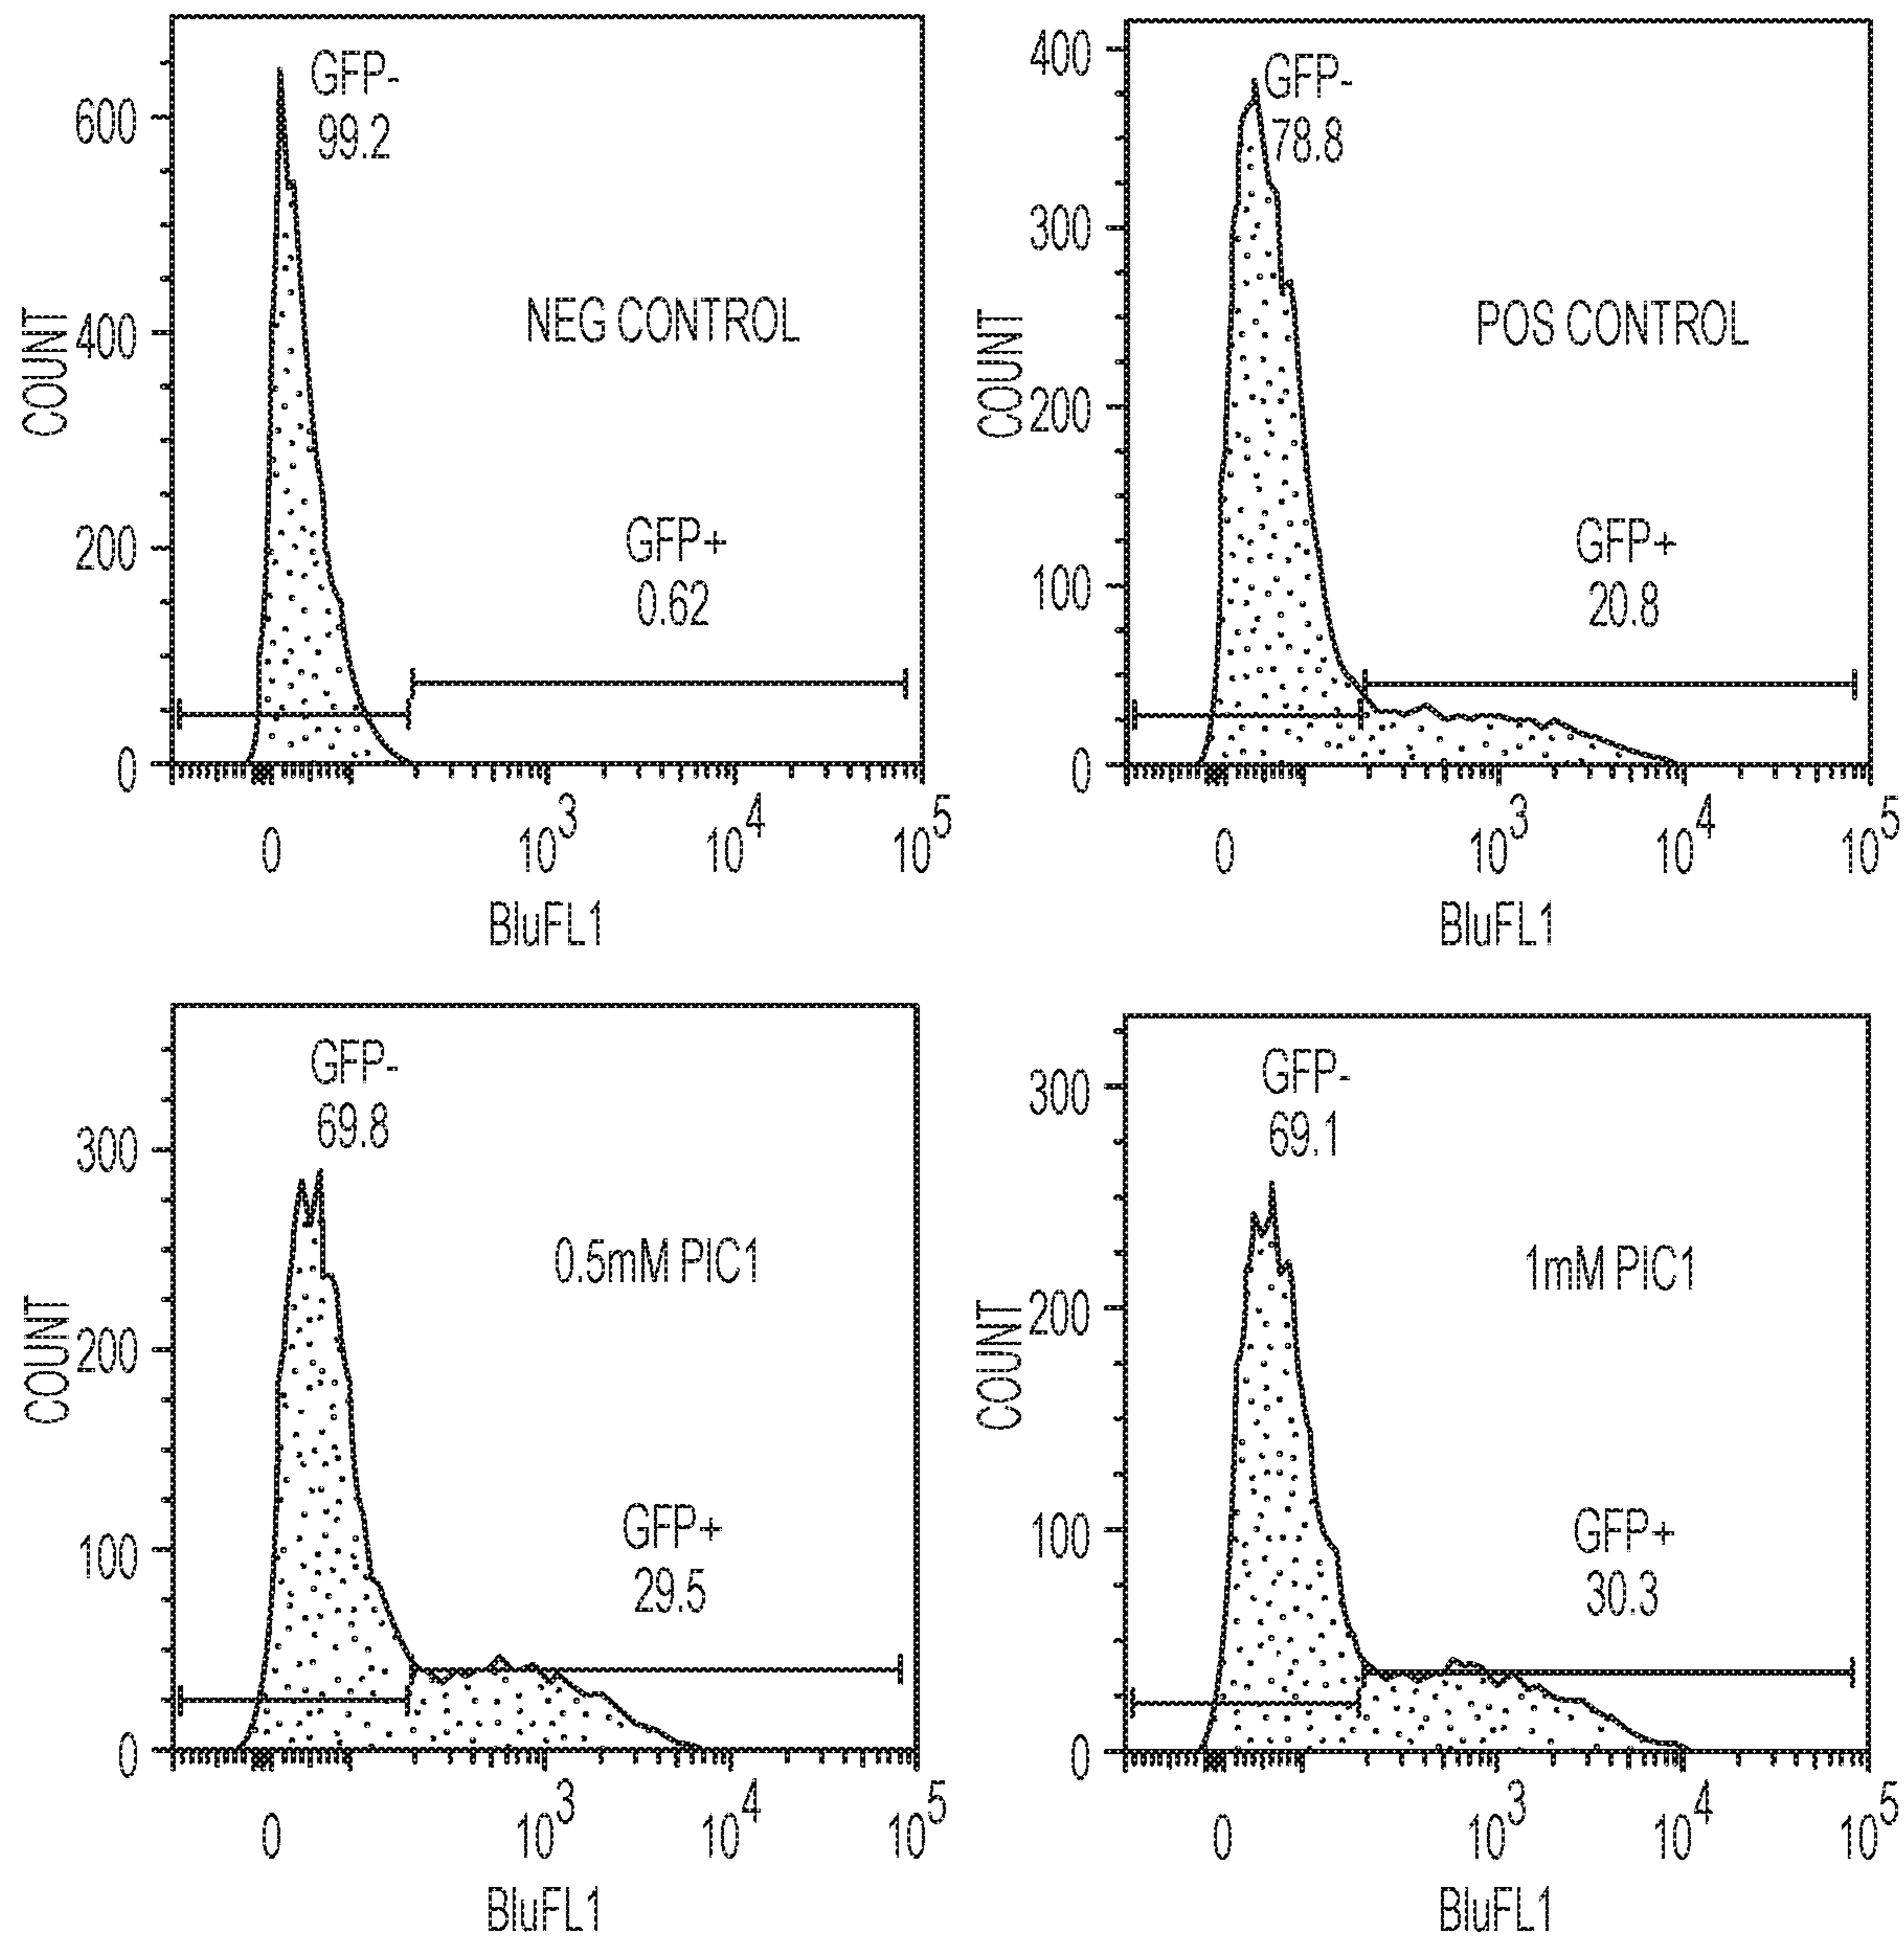 GFP-
99.2
600
400
200
0
COUNT
NEG CONTROL
GFP+
0.62
0
10^3
10^4
10^5
BluFL1
GFP-
78.8
400
300
200
100
0
COUNT
POS CONTROL
GFP+
20.8
0
10^3
10^4
10^5
BluFL1
GFP-
69.8
300
200
100
0
COUNT
0.5mM PIC1
GFP+
29.5
0
10^3
10^4
10^5
BluFL1
GFP-
69.1
300
200
100
0
COUNT
1mM PIC1
GFP+
30.3
0
10^3
10^4
10^5
BluFL1